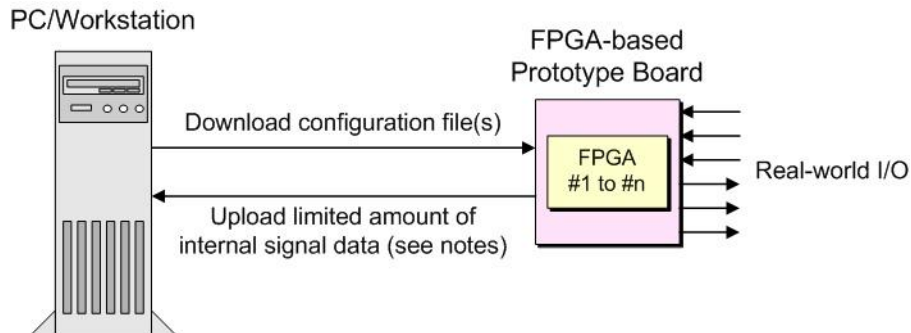 PC/Workstation
FPGA-based
Prototype Board
Download configuration file(s)
FPGA
#1 to #n
Real-world I/O
Upload limited amount of
internal signal data (see notes)